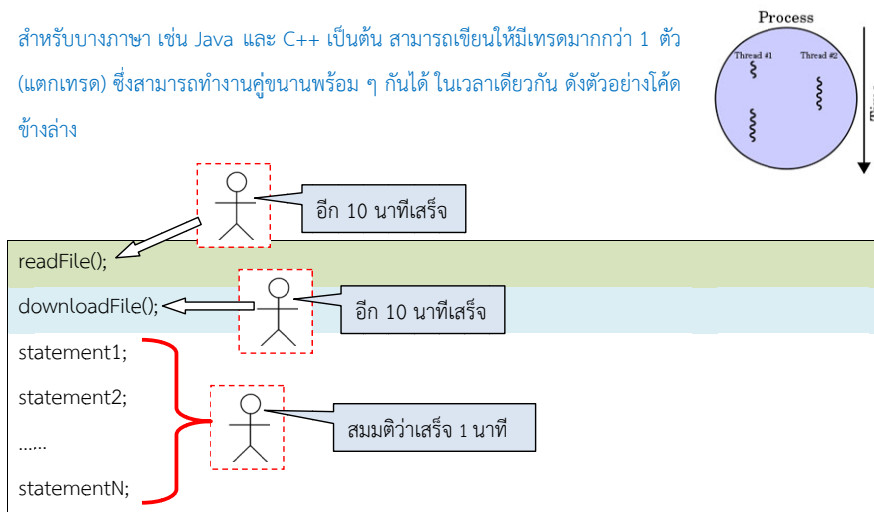 สำหรับบางภาษา เช่น Java และ C++ เป็นต้น สามารถเขียนให้มีเทรดมากกว่า 1 ตัว
(แตกเทรด) ซึ่งสามารถทำงานคู่ขนานพร้อม ๆ กันได้ ในเวลาเดียวกัน ดังตัวอย่างโค้ด
ข้างล่าง
Process
Thread #1 Thread #2
Time
อีก 10 นาทีเสร็จ
readFile();
downloadFile();
อีก 10 นาทีเสร็จ
statement1;
statement2;
สมมติว่าเสร็จ 1 นาที
......
statementN;